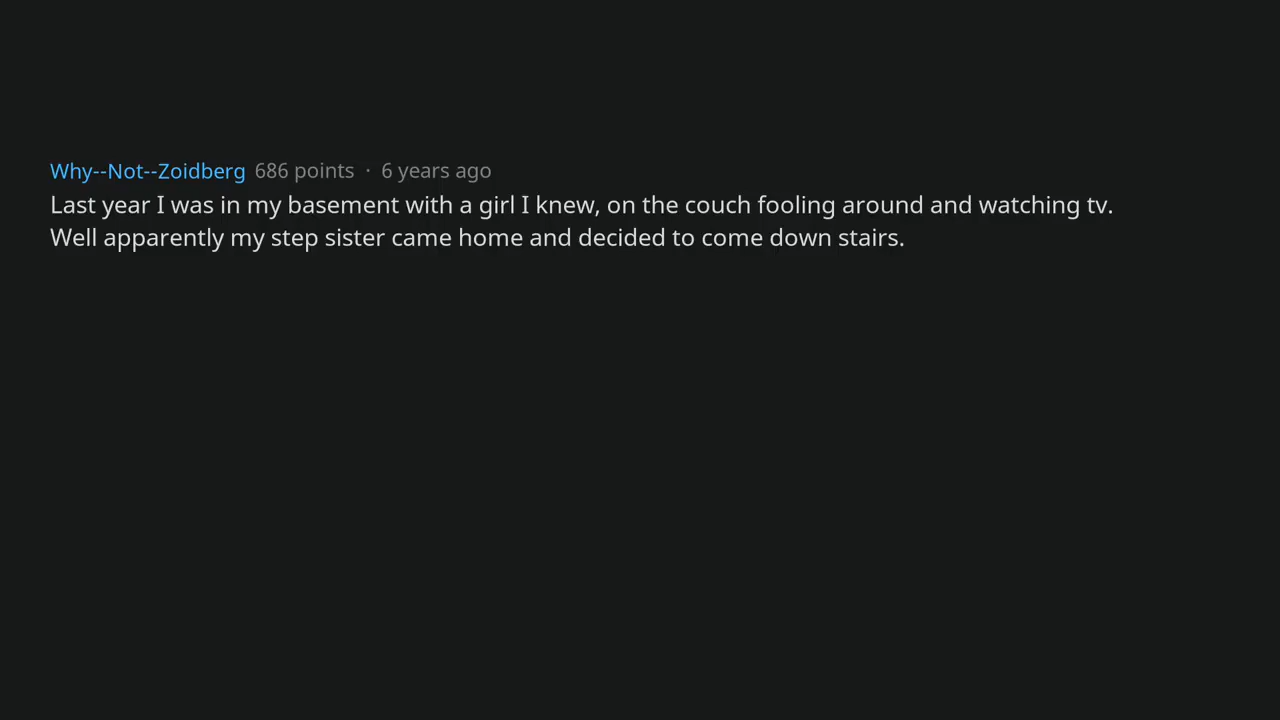 Why--Not--Zoidberg 686 points · 6 years ago
Last year I was in my basement with a girl I knew, on the couch fooling around and watching tv.
Well apparently my step sister came home and decided to come down stairs.